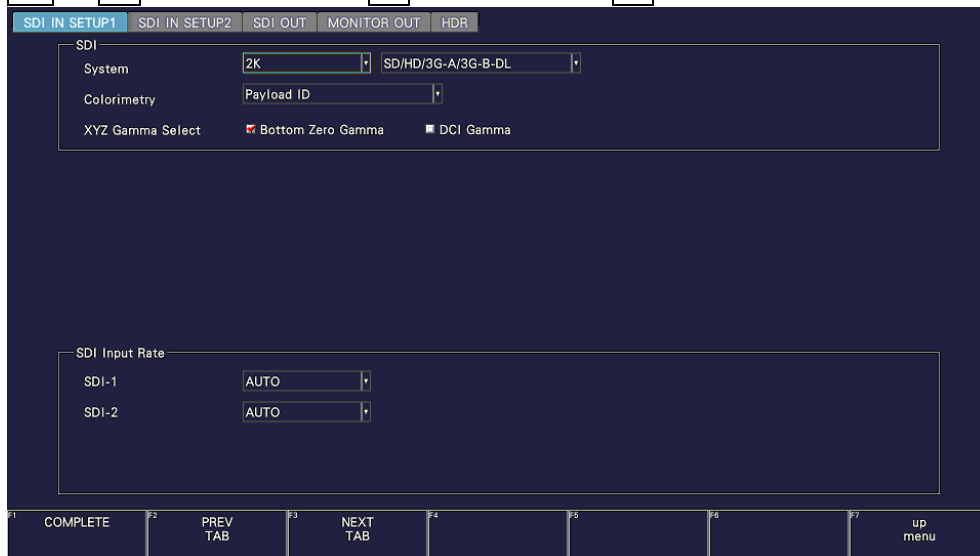 SDI IN SETUP1 SDI IN SETUP2 SDI OUT MONITOR OUT HDR
SDI
System 2K SD/HD/3G-A/3G-B-DL
Colorimetry Payload ID
XYZ Gamma Select Bottom Zero Gamma DCI Gamma
SDI Input Rate
SDI-1 AUTO
SDI-2 AUTO
F1 COMPLETE F2 PREV TAB F3 NEXT TAB F4 F5 F6 F7 up menu